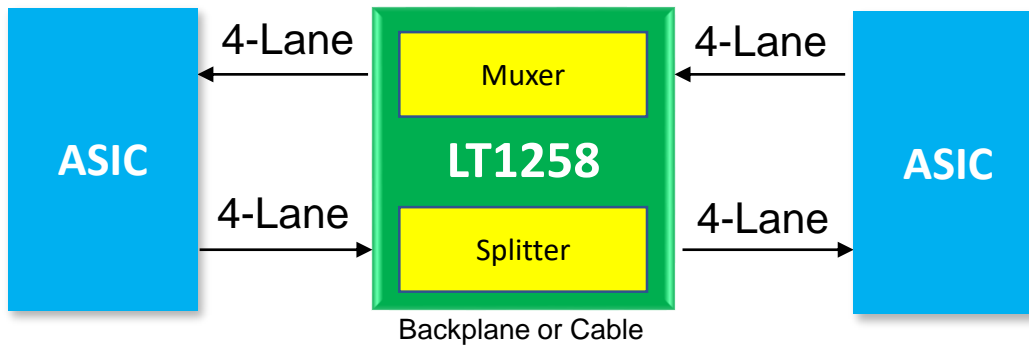 4-Lane
4-Lane
Muxer
ASIC
LT1258
ASIC
4-Lane
4-Lane
Splitter
Backplane or Cable